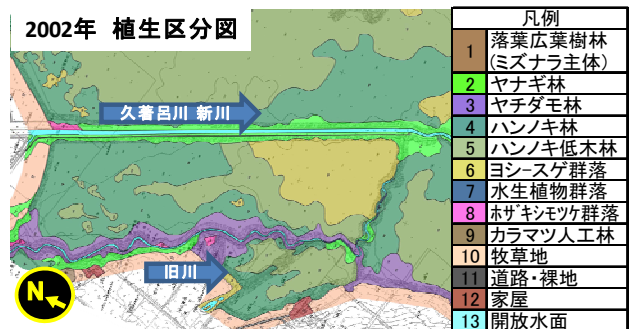 2002年 植生区分図
久著呂川 新川
旧川
N
凡例
1 落葉広葉樹林
(ミズナラ主体)
2 ヤナギ林
3 ヤチダモ林
4 ハンノキ林
5 ハンノキ低木林
6 ヨシースゲ群落
7 水生植物群落
8 ホザキシモツケ群落
9 カラマツ人工林
10 牧草地
11 道路・裸地
12 家屋
13 開放水面